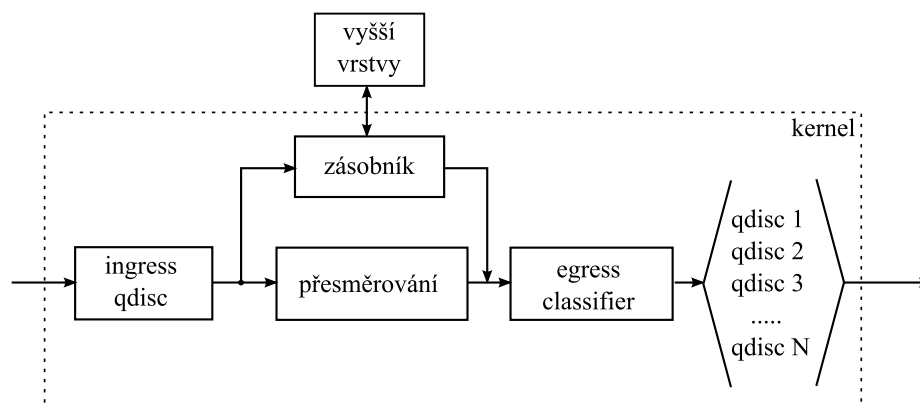 vyšší
vrstvy
kernel
zásobník
ingress
qdisc
přesměrování
egress
classifier
qdisc 1
qdisc 2
qdisc 3
.....
qdisc N